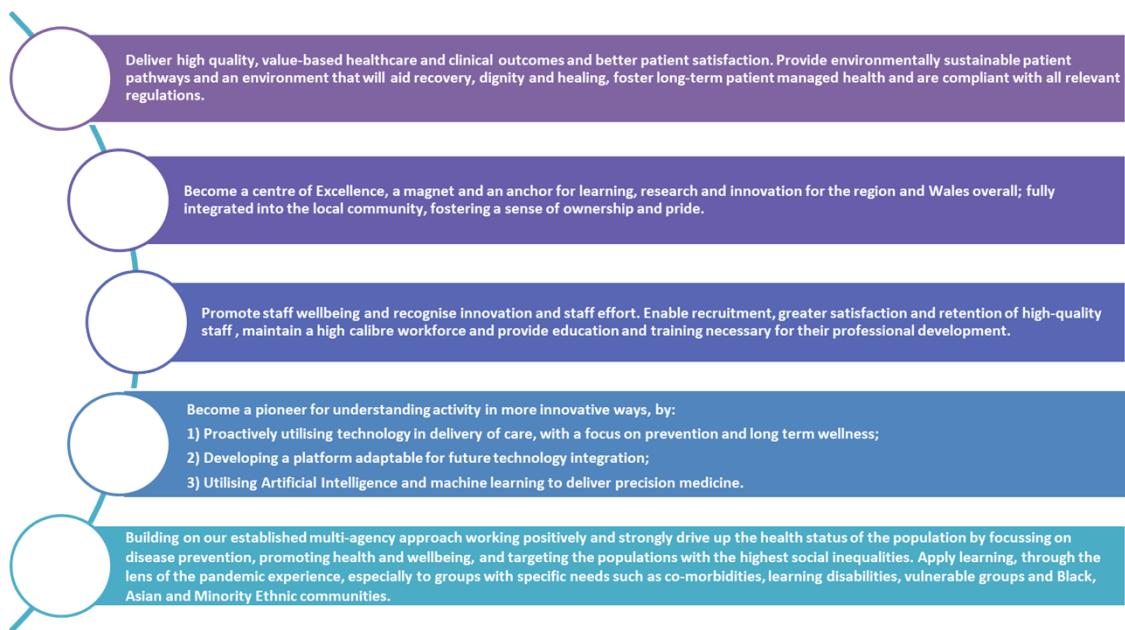 Deliver high quality, value-based healthcare and clinical outcomes and better patient satisfaction. Provide environmentally sustainable patient
pathways and an environment that will aid recovery, dignity and healing, foster long-term patient managed health and are compliant with all relevant
regulations.
Become a centre of Excellence, a magnet and an anchor for learning, research and innovation for the region and Wales overall; fully
integrated into the local community, fostering a sense of ownership and pride.
Promote staff wellbeing and recognise innovation and staff effort. Enable recruitment, greater satisfaction and retention of high-quality
staff , maintain a high calibre workforce and provide education and training necessary for their professional development.
Become a pioneer for understanding activity in more innovative ways, by:
1) Proactively utilising technology in delivery of care, with a focus on prevention and long term wellness;
2) Developing a platform adaptable for future technology integration;
3) Utilising Artificial Intelligence and machine learning to deliver precision medicine.
Building on our established multi-agency approach working positively and strongly drive up the health status of the population by focussing on
disease prevention, promoting health and wellbeing, and targeting the populations with the highest social inequalities. Apply learning, through the
lens of the pandemic experience, especially to groups with specific needs such as co-morbidities, learning disabilities, vulnerable groups and Black,
Asian and Minority Ethnic communities.